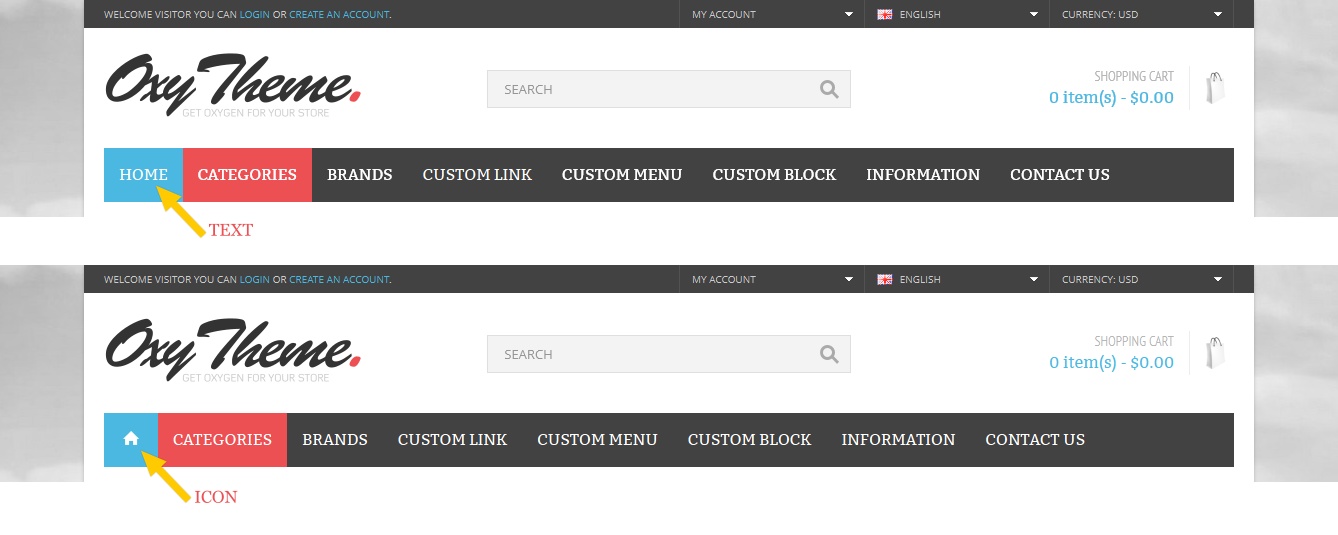 WELCOME VISITOR YOU CAN LOGIN OR CREATE AN ACCOUNT. MY ACCOUNT ENGLISH CURRENCY: USD
Oxy Theme.
GET OXYGEN FOR YOUR STORE
SEARCH
SHOPPING CART
0 item(s) - $0.00
HOME CATEGORIES BRANDS CUSTOM LINK CUSTOM MENU CUSTOM BLOCK INFORMATION CONTACT US
TEXT
WELCOME VISITOR YOU CAN LOGIN OR CREATE AN ACCOUNT. MY ACCOUNT ENGLISH CURRENCY: USD
Oxy Theme.
GET OXYGEN FOR YOUR STORE
SEARCH
SHOPPING CART
0 item(s) - $0.00
CATEGORIES BRANDS CUSTOM LINK CUSTOM MENU CUSTOM BLOCK INFORMATION CONTACT US
ICON